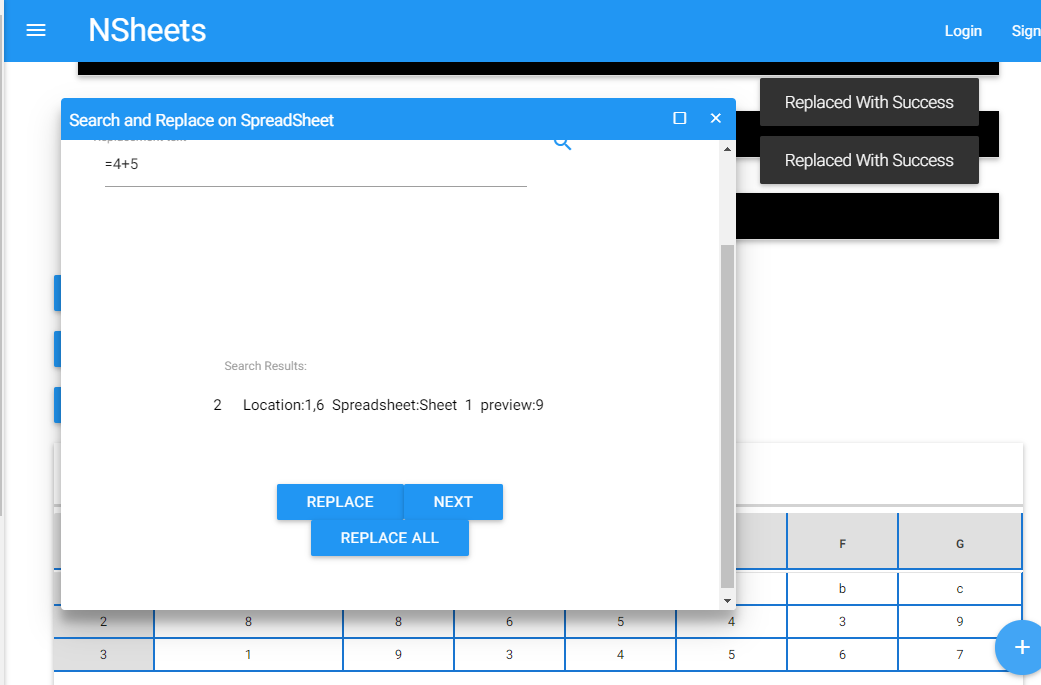 NSheets
Login
Sign
Replaced With Success
Search and Replace on SpreadSheet
=4+5
Replaced With Success
Search Results:
2 Location:1,6 Spreadsheet:Sheet 1 preview:9
REPLACE NEXT
REPLACE ALL
F G
b c
2 8 8 6 5 4 3 9
3 1 9 3 4 5 6 7
+